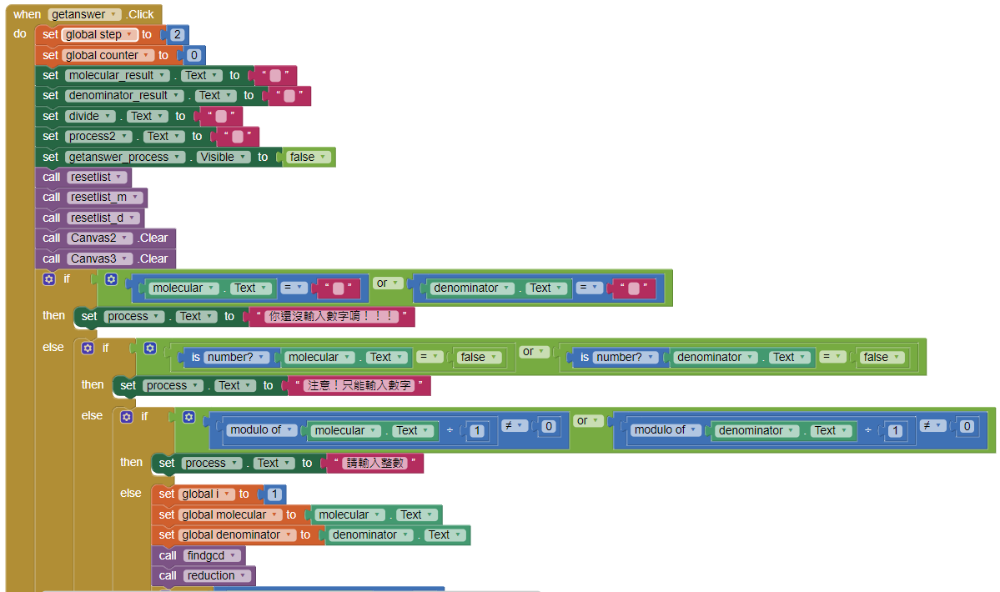 when getanswer .Click
do set global step to 2
set global counter to 0
set molecular_result . Text to “ ”
set denominator_result . Text to “ ”
set divide . Text to “ ”
set process2 . Text to “ ”
set getanswer_process . Visible to false
call resetlist
call resetlist_m
call resetlist_d
call Canvas2 .Clear
call Canvas3 .Clear
if molecular . Text = “ ” or denominator . Text = “ ”
then set process . Text to “ 你還沒輸入數字唷！！！ ”
else if is number? molecular . Text = false or is number? denominator . Text = false
then set process . Text to “ 注意！只能輸入數字 ”
else if modulo of molecular . Text ÷ 1 ≠ 0 or modulo of denominator . Text ÷ 1 ≠ 0
then set process . Text to “ 請輸入整數 ”
else set global i to 1
set global molecular to molecular . Text
set global denominator to denominator . Text
call findgcd
call reduction